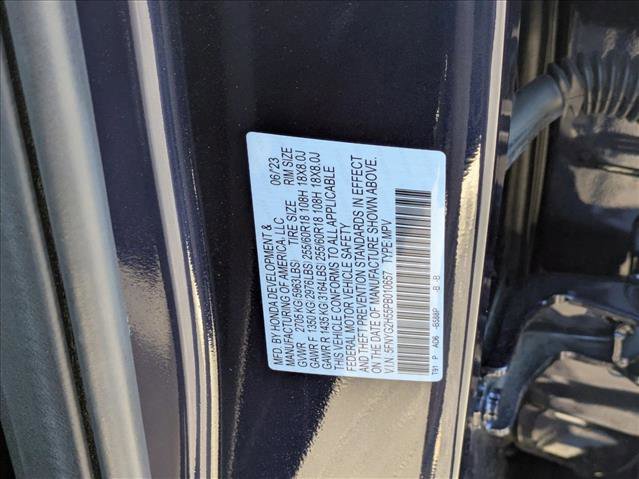 MFD. BY HONDA DEVELOPMENT & 06/23
MANUFACTURING OF AMERICA, LLC
GVWR 2705 KG(5963LBS) TIRE SIZE RIM SIZE
GAWR F 1350 KG(2976LBS) 255/60R18 108H 18X8.0J
GAWR R 1435 KG(3164LBS) 255/60R18 108H 18X8.0J
THIS VEHICLE CONFORMS TO ALL APPLICABLE
FEDERAL MOTOR VEHICLE SAFETY
AND THEFT PREVENTION STANDARDS IN EFFECT
ON THE DATE OF MANUFACTURE SHOWN ABOVE.
V.I.N. 5FNYG2H55PB010657 TYPE MPV
T91 P AD6 -B588P -B -B